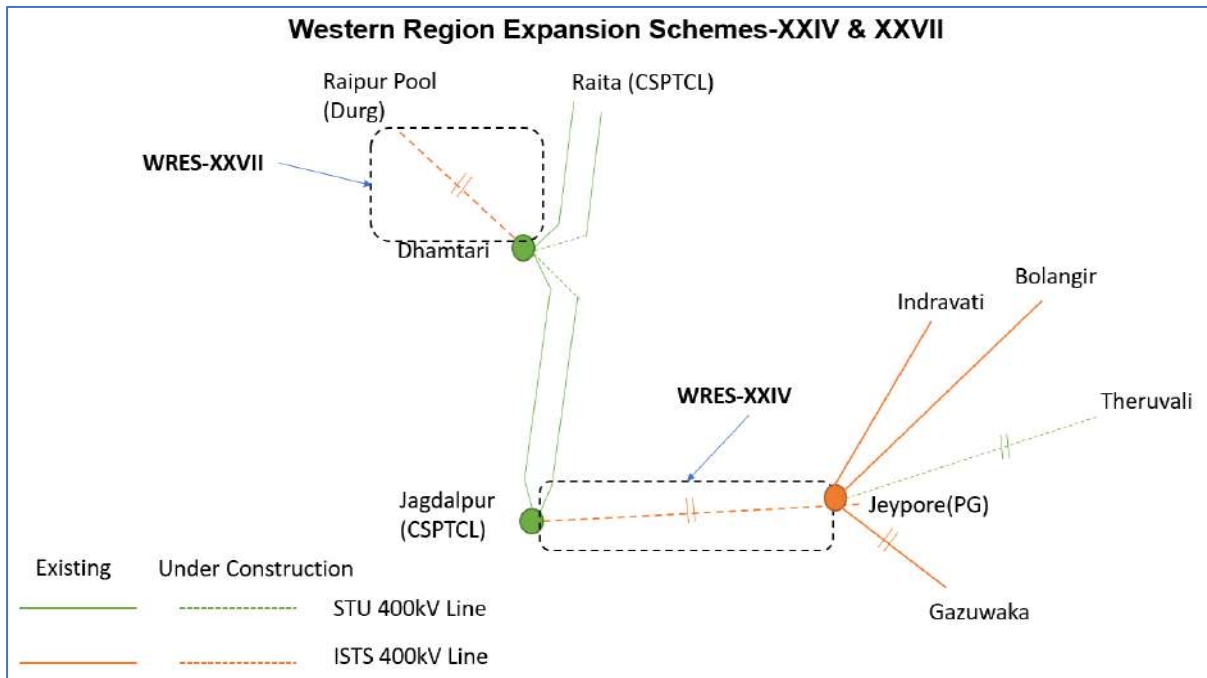 Western Region Expansion Schemes-XXIV & XXVII
Raipur Pool
(Durg)
Raita (CSPTCL)
WRES-XXVII
Dhamtari
Indravati
Bolangir
WRES-XXIV
Theruvali
Jagdalpur
(CSPTCL)
Jeypore(PG)
Gazuwaka
Existing
Under Construction
STU 400kV Line
ISTS 400kV Line